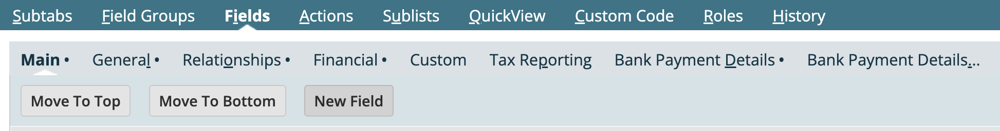 Subtabs Field Groups Fields Actions Sublists QuickView Custom Code Roles History
Main • General • Relationships • Financial • Custom Tax Reporting Bank Payment Details • Bank Payment Details...
Move To Top Move To Bottom New Field